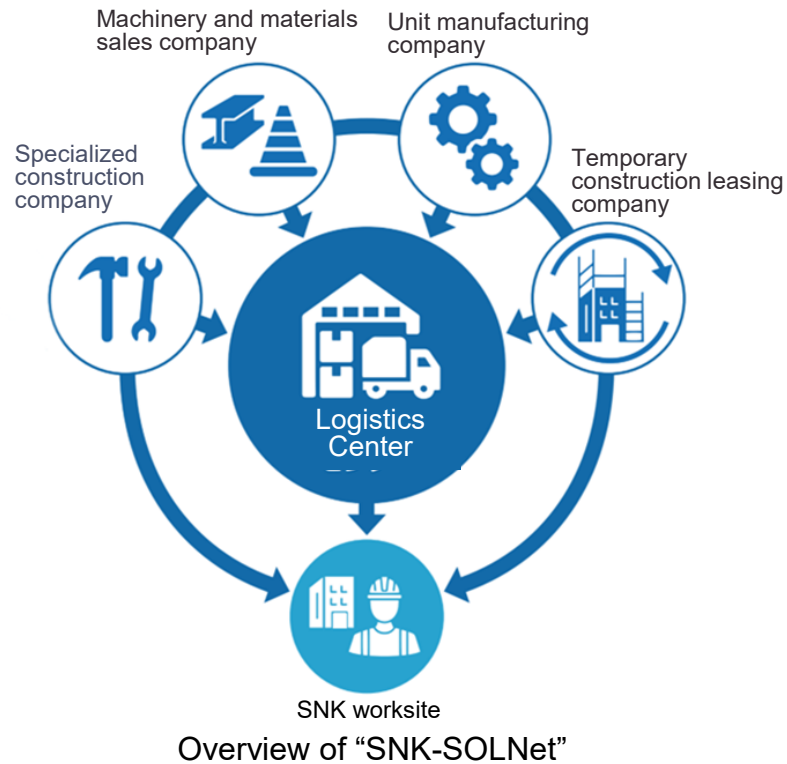 Machinery and materials
sales company
Unit manufacturing
company
Specialized
construction
company
Temporary
construction leasing
company
Logistics
Center
SNK worksite
Overview of “SNK-SOLNet”